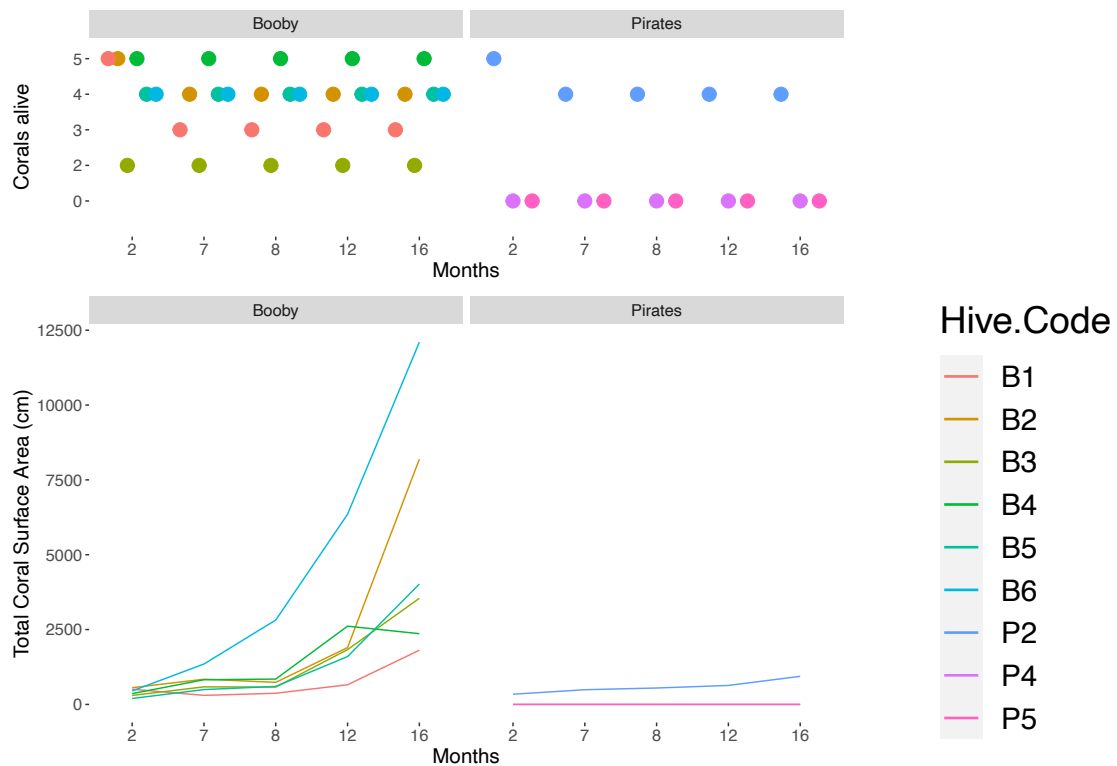 Booby Pirates
Corals alive
5
4
3
2
0
2 7 8 12 16 2 7 8 12 16
Months
Booby Pirates
Total Coral Surface Area (cm)
12500
10000
7500
5000
2500
0
2 7 8 12 16 2 7 8 12 16
Months
Hive.Code
B1
B2
B3
B4
B5
B6
P2
P4
P5